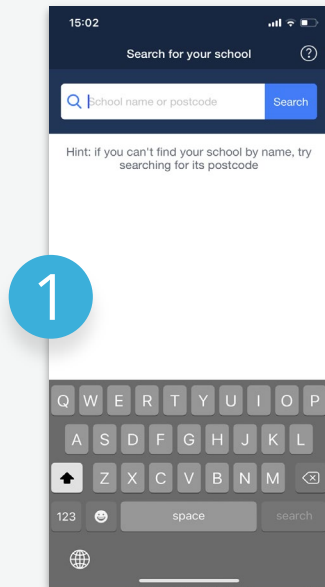 15:02
Search for your school ?
School name or postcode Search
Hint: if you can't find your school by name, try
searching for its postcode
1
Q W E R T Y U I O P
A S D F G H J K L
Z X C V B N M
123 space search